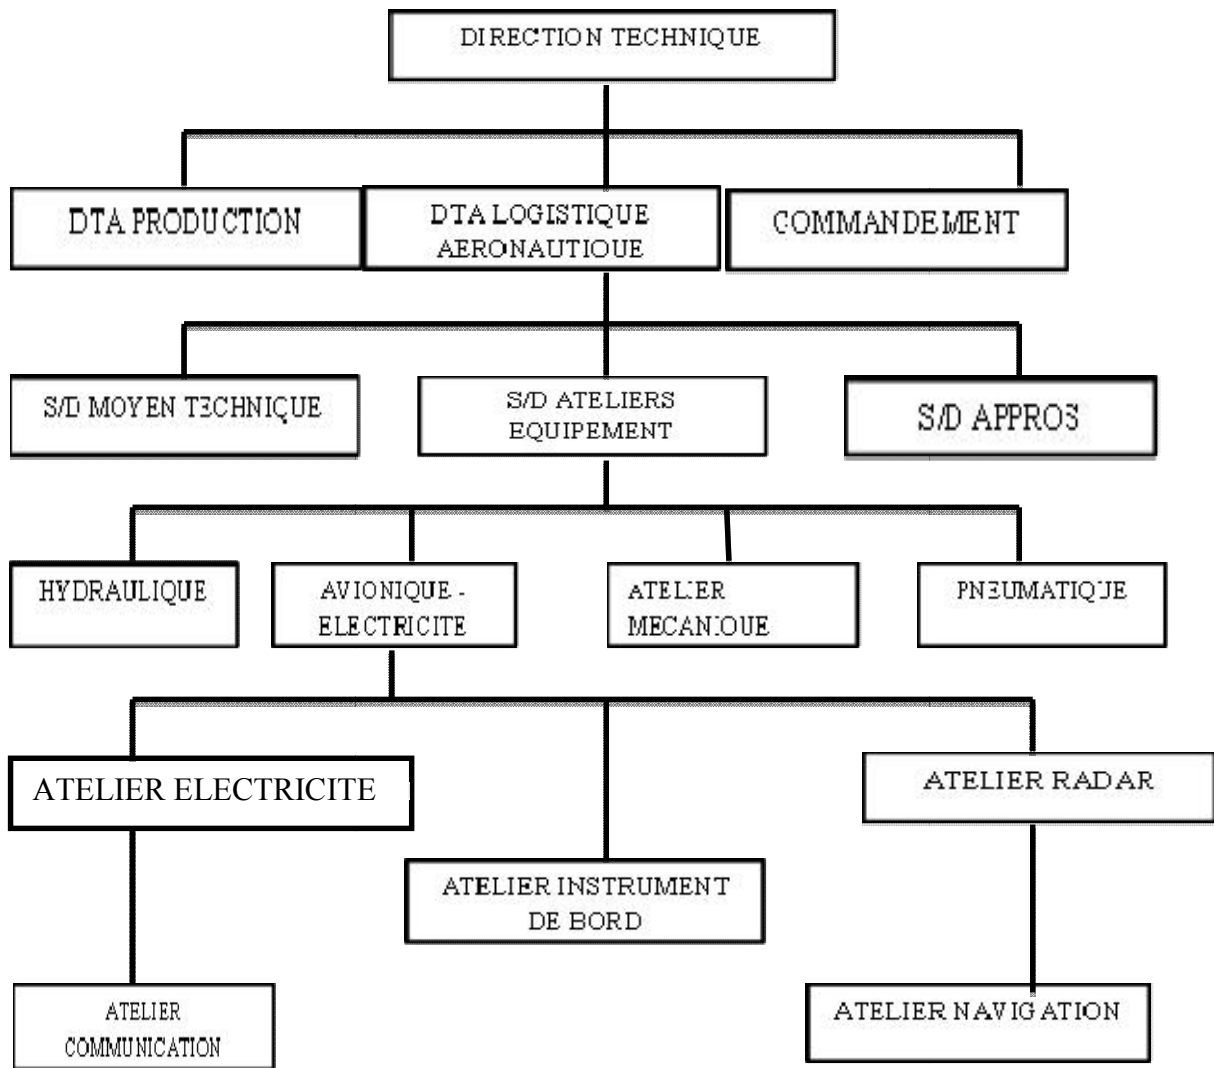 DIRECTION TECHNIQUE
DTA PRODUCTION
DTA LOGISTIQUE
AERONAUTIQUE
COMMANDEMENT
S/D MOYEN TECHNIQUE
S/D ATELIERS
EQUIPEMENT
S/D APPROS
HYDRAULIQUE
AVIONIQUE -
ELECTRICITE
ATELIER
MECANIQUE
PNEUMATIQUE
ATELIER ELECTRICITE
ATELIER RADAR
ATELIER INSTRUMENT
DE BORD
ATELIER
COMMUNICATION
ATELIER NAVIGATION